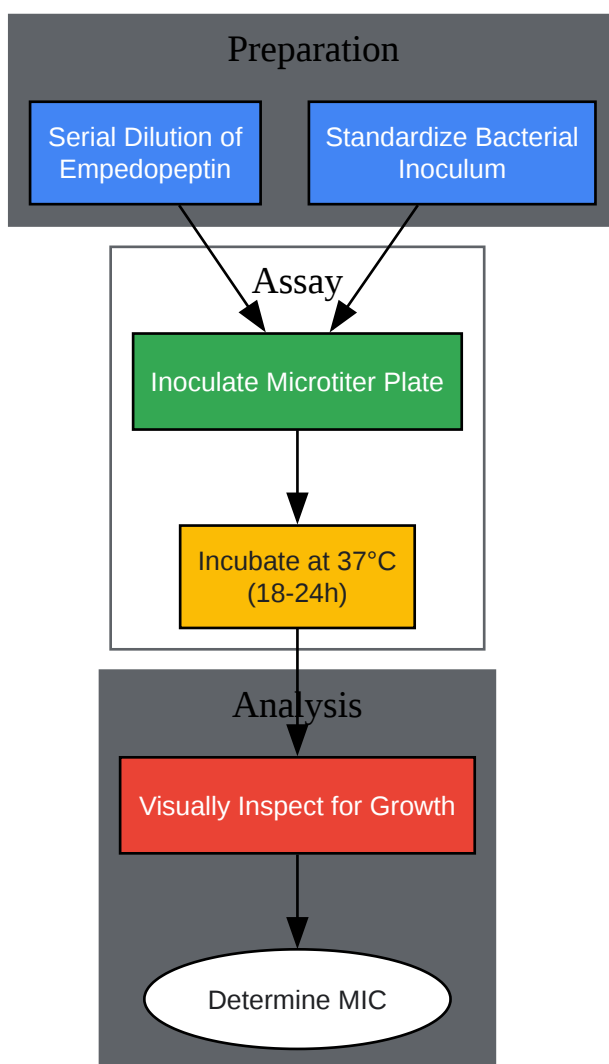 Preparation
Serial Dilution of
Empedopeptin
Standardize Bacterial
Inoculum
Assay
Inoculate Microtiter Plate
Incubate at 37°C
(18-24h)
Analysis
Visually Inspect for Growth
Determine MIC